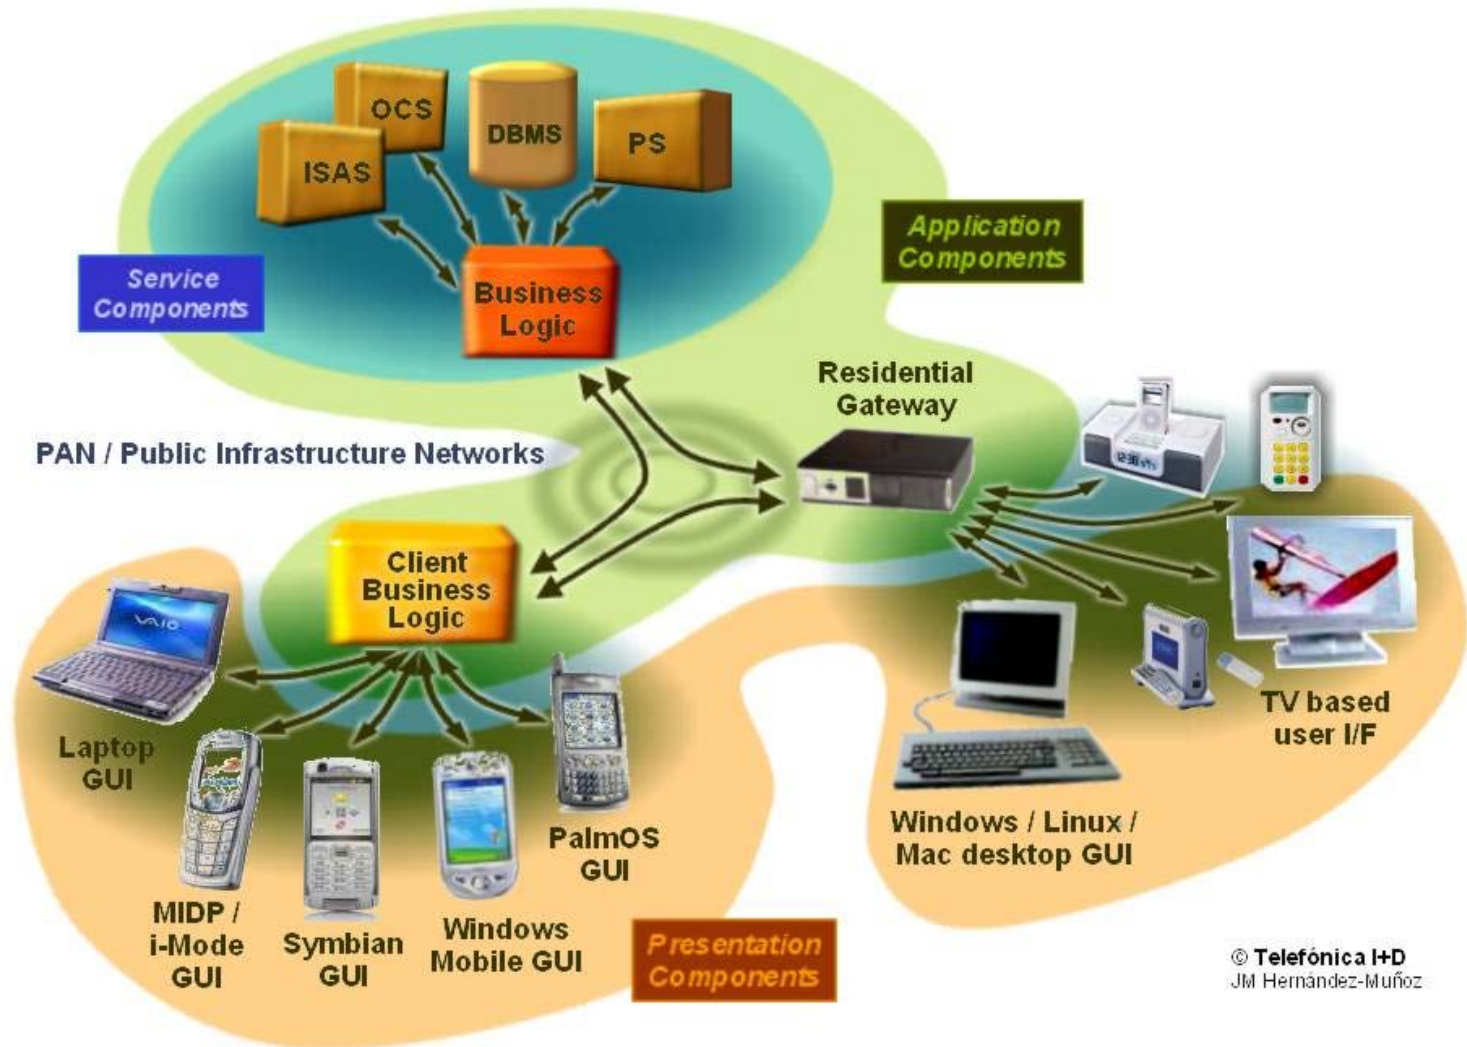 OCS
DBMS
PS
ISAS
Application
Components
Service
Components
Business
Logic
Residential
Gateway
PAN / Public Infrastructure Networks
Client
Business
Logic
VAIO
Laptop
GUI
TV based
user I/F
PalmOS
GUI
Windows / Linux /
Mac desktop GUI
MIDP /
i-Mode
GUI
Symbian
GUI
Windows
Mobile GUI
Presentation
Components
© Telefónica I+D
JM Hernández-Muñoz